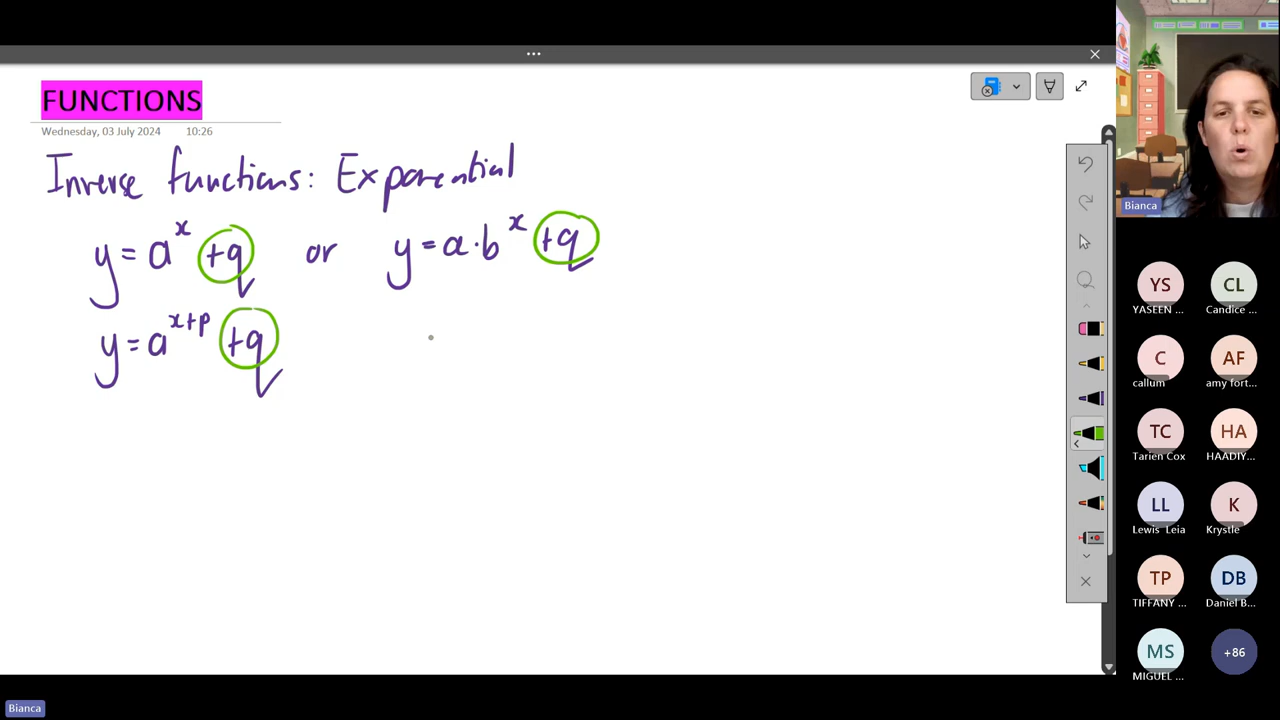 FUNCTIONS
Wednesday, 03 July 2024 10:26
Inverse functions: Exponential
y = a^x +q or y = a·b^x +q
y = a^(x+p) +q
Bianca
YS CL
YASEEN ... Candice ...
C AF
callum amy fort...
TC HA
Tarien Cox HAADIY...
LL K
Lewis Leia Krystle
TP DB
TIFFANY ... Daniel B...
MS +86
MIGUEL ...
Bianca